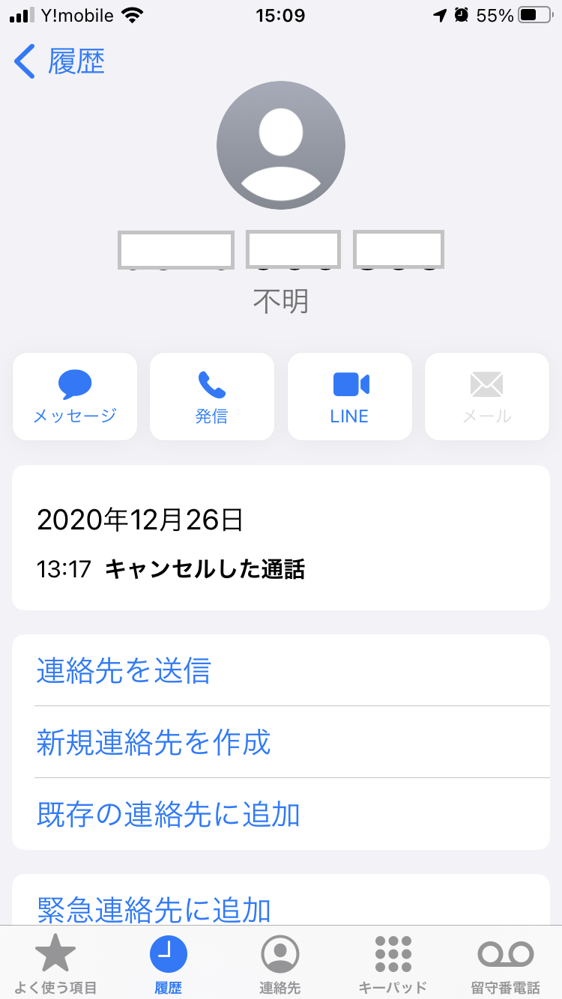 Y!mobile 15:09 55%
履歴
不明
メッセージ 発信 LINE メール
2020年12月26日
13:17 キャンセルした通話
連絡先を送信
新規連絡先を作成
既存の連絡先に追加
緊急連絡先に追加
よく使う項目 履歴 連絡先 キーパッド 留守番電話